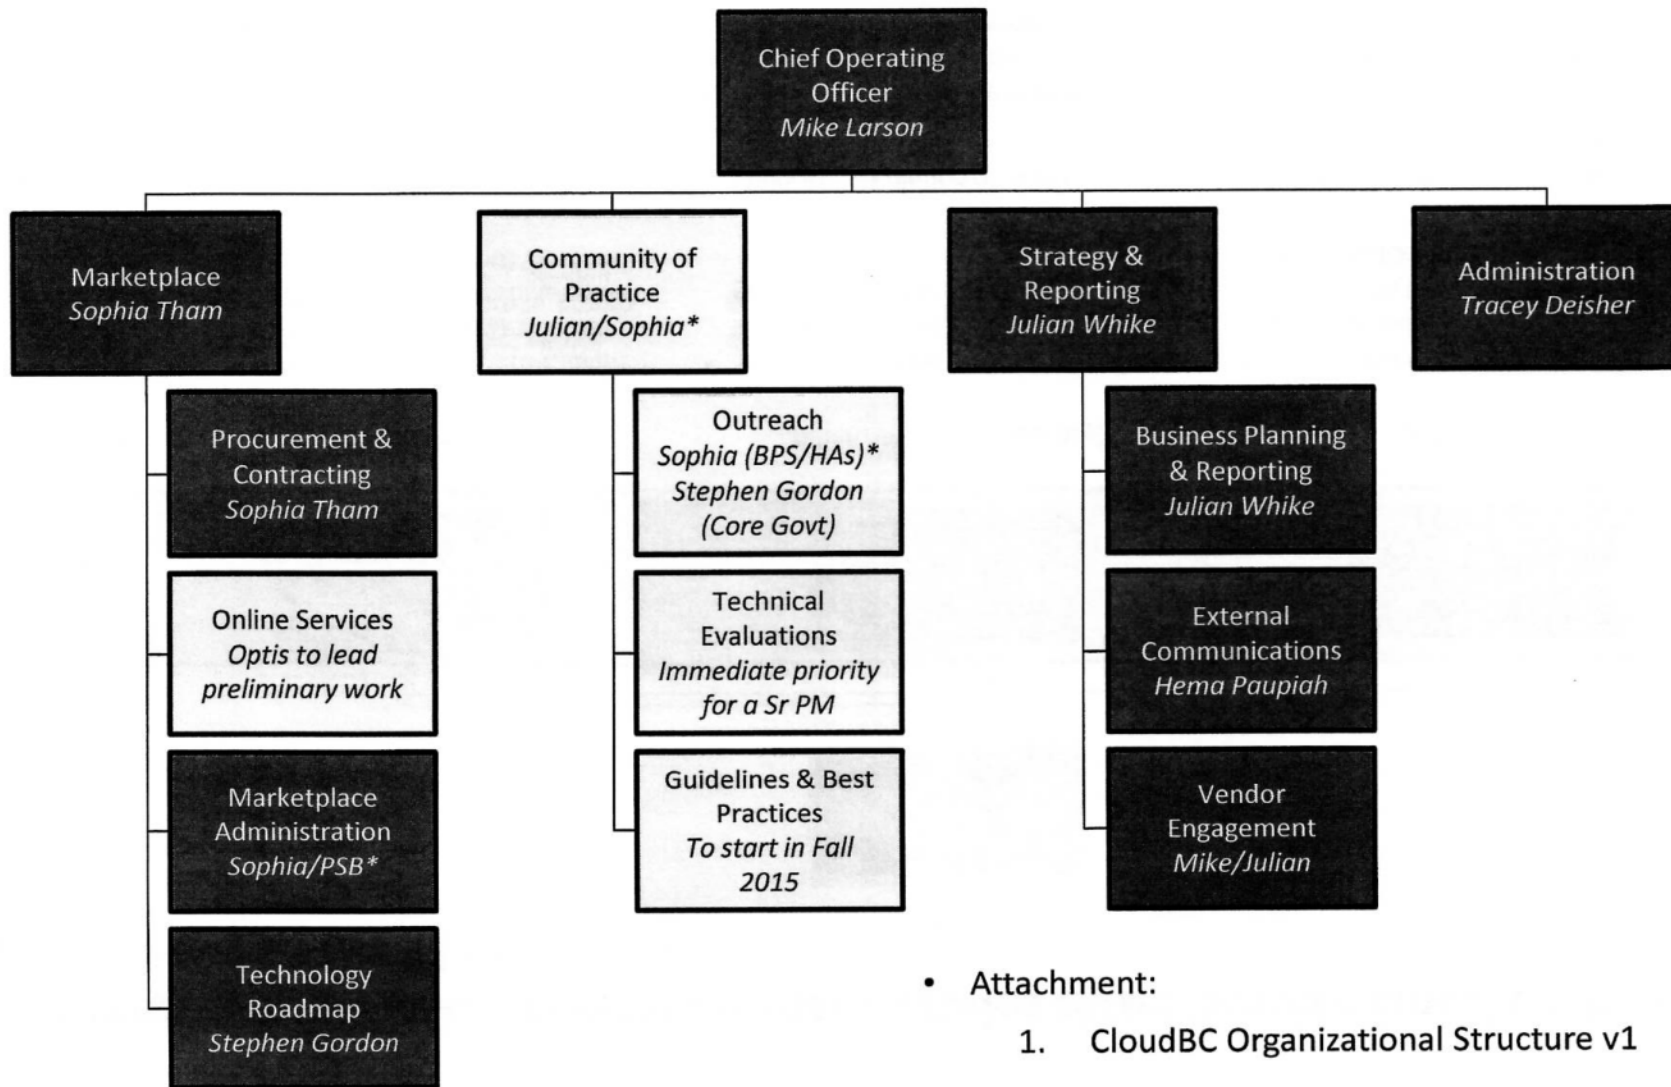 Chief Operating
Officer
Mike Larson
Marketplace
Sophia Tham
Community of
Practice
Julian/Sophia*
Strategy &
Reporting
Julian Whike
Administration
Tracey Deisher
Procurement &
Contracting
Sophia Tham
Online Services
Optis to lead
preliminary work
Marketplace
Administration
Sophia/PSB*
Technology
Roadmap
Stephen Gordon
Outreach
Sophia (BPS/HAs)*
Stephen Gordon
(Core Govt)
Technical
Evaluations
Immediate priority
for a Sr PM
Guidelines & Best
Practices
To start in Fall
2015
Business Planning
& Reporting
Julian Whike
External
Communications
Hema Paupiah
Vendor
Engagement
Mike/Julian
• Attachment:
1. CloudBC Organizational Structure v1